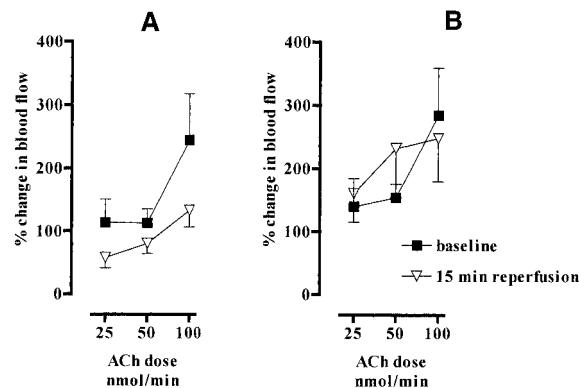 A
B
% change in blood flow
400
300
200
100
0
25 50 100
ACh dose
nmol/min
% change in blood flow
400
300
200
100
0
25 50 100
ACh dose
nmol/min
baseline
15 min reperfusion